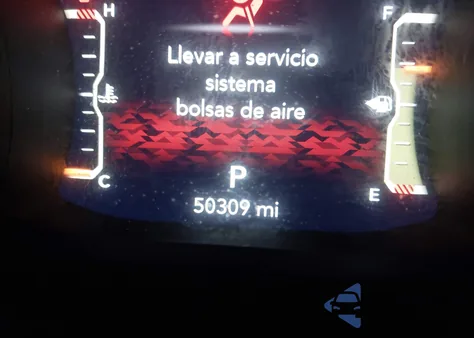 H
F
Llevar a servicio
sistema
bolsas de aire
C
P
E
50309 mi